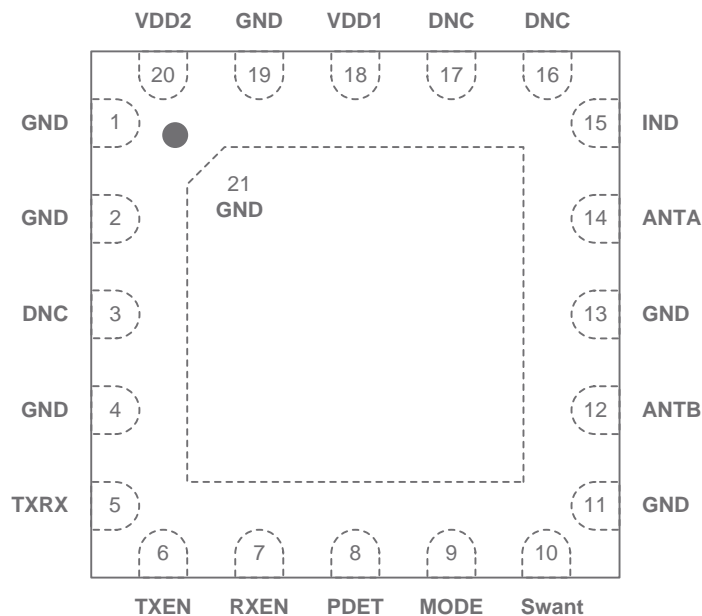 VDD2 GND VDD1 DNC DNC
20 19 18 17 16
GND 1 15 IND
21
GND
GND 2 14 ANTA
DNC 3 13 GND
GND 4 12 ANTB
TXRX 5 11 GND
6 7 8 9 10
TXEN RXEN PDET MODE Swant